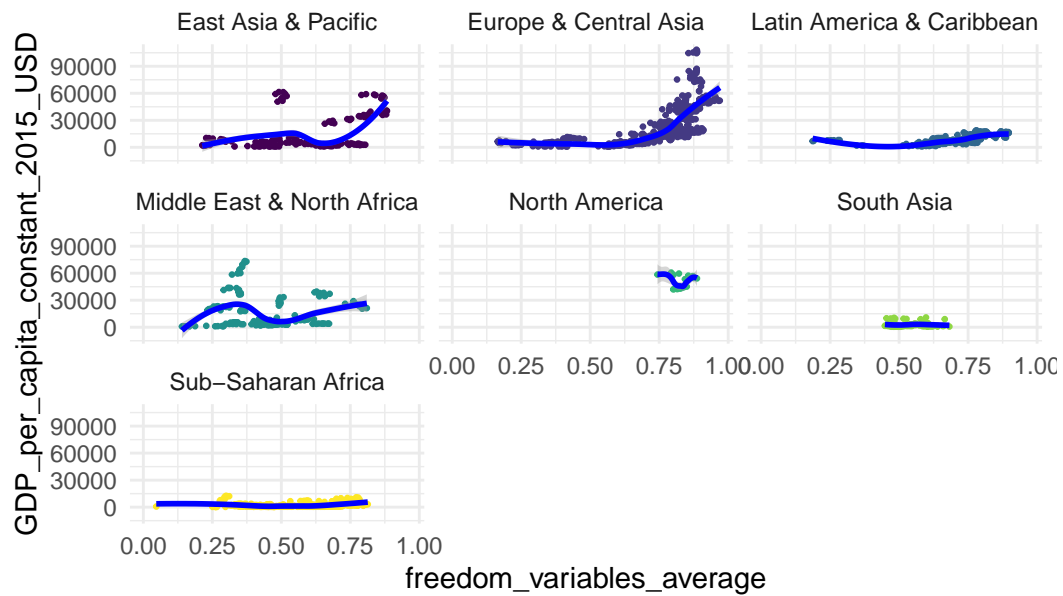 East Asia & Pacific
Europe & Central Asia
Latin America & Caribbean
90000
60000
30000
0
Middle East & North Africa
North America
South Asia
90000
60000
30000
0
0.00 0.25 0.50 0.75 1.00
0.00 0.25 0.50 0.75 1.00
Sub−Saharan Africa
90000
60000
30000
0
0.00 0.25 0.50 0.75 1.00
freedom_variables_average
GDP_per_capita_constant_2015_USD